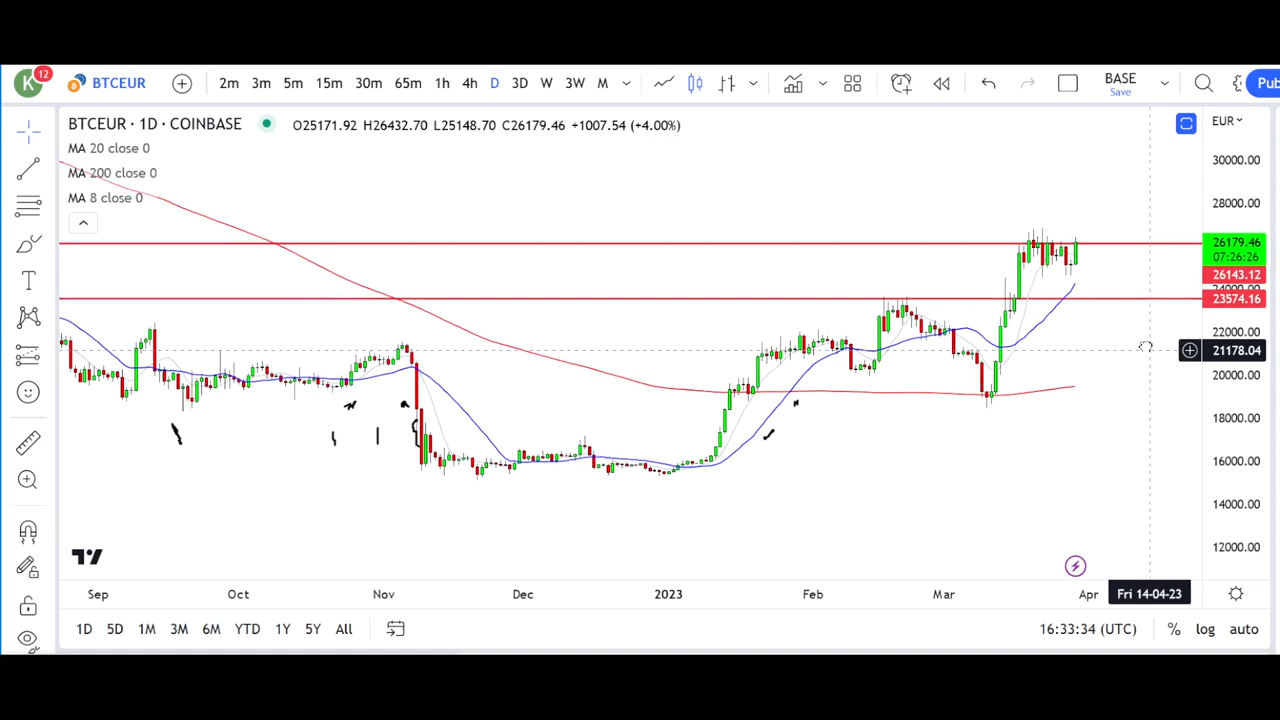 K 12 BTCEUR 2m 3m 5m 15m 30m 65m 1h 4h D 3D W 3W M BASE Save Pub
BTCEUR · 1D · COINBASE O25171.92 H26432.70 L25148.70 C26179.46 +1007.54 (+4.00%) EUR
MA 20 close 0
MA 200 close 0
MA 8 close 0
30000.00
28000.00
26179.46
07:26:26
26143.12
24000.00
23574.16
22000.00
21178.04
20000.00
18000.00
16000.00
14000.00
12000.00
Sep Oct Nov Dec 2023 Feb Mar Apr Fri 14-04-23
1D 5D 1M 3M 6M YTD 1Y 5Y All 16:33:34 (UTC) % log auto